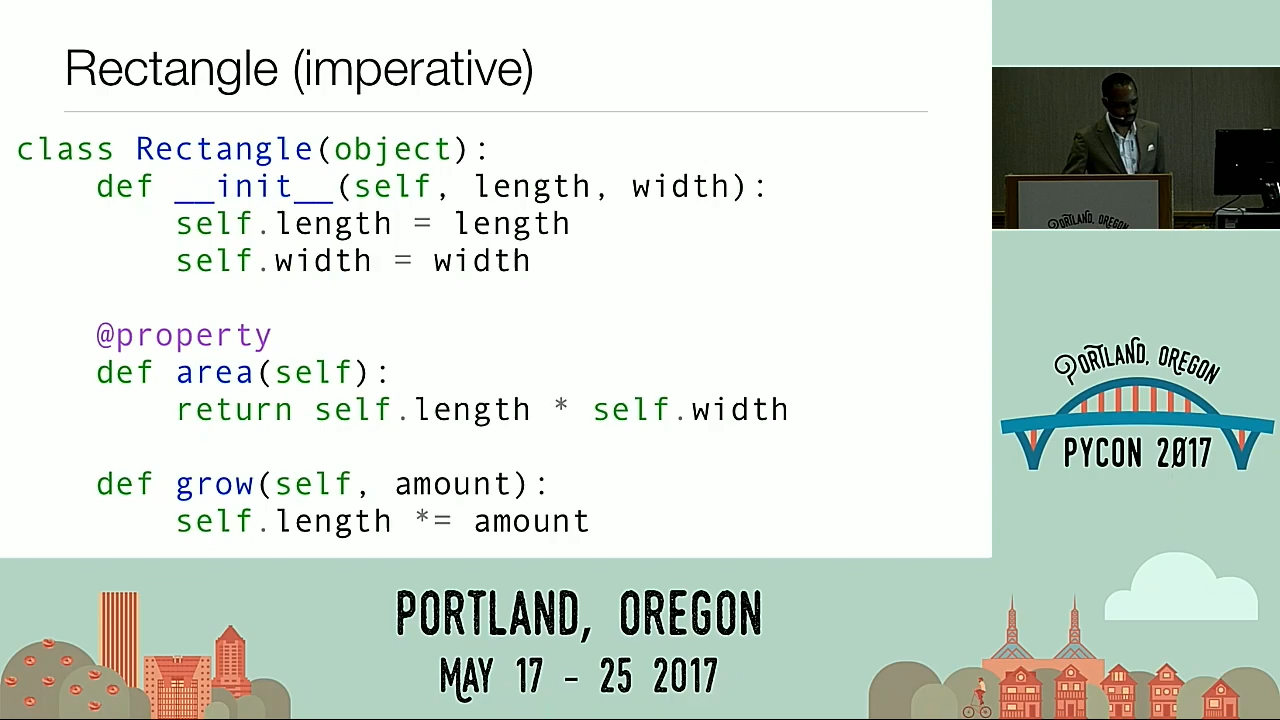 Rectangle (imperative)
class Rectangle(object):
    def __init__(self, length, width):
        self.length = length
        self.width = width

    @property
    def area(self):
        return self.length * self.width

    def grow(self, amount):
        self.length *= amount
PORTLAND, OREGON
PORTLAND, OREGON
PYCON 2017
PORTLAND, OREGON
MAY 17 - 25 2017